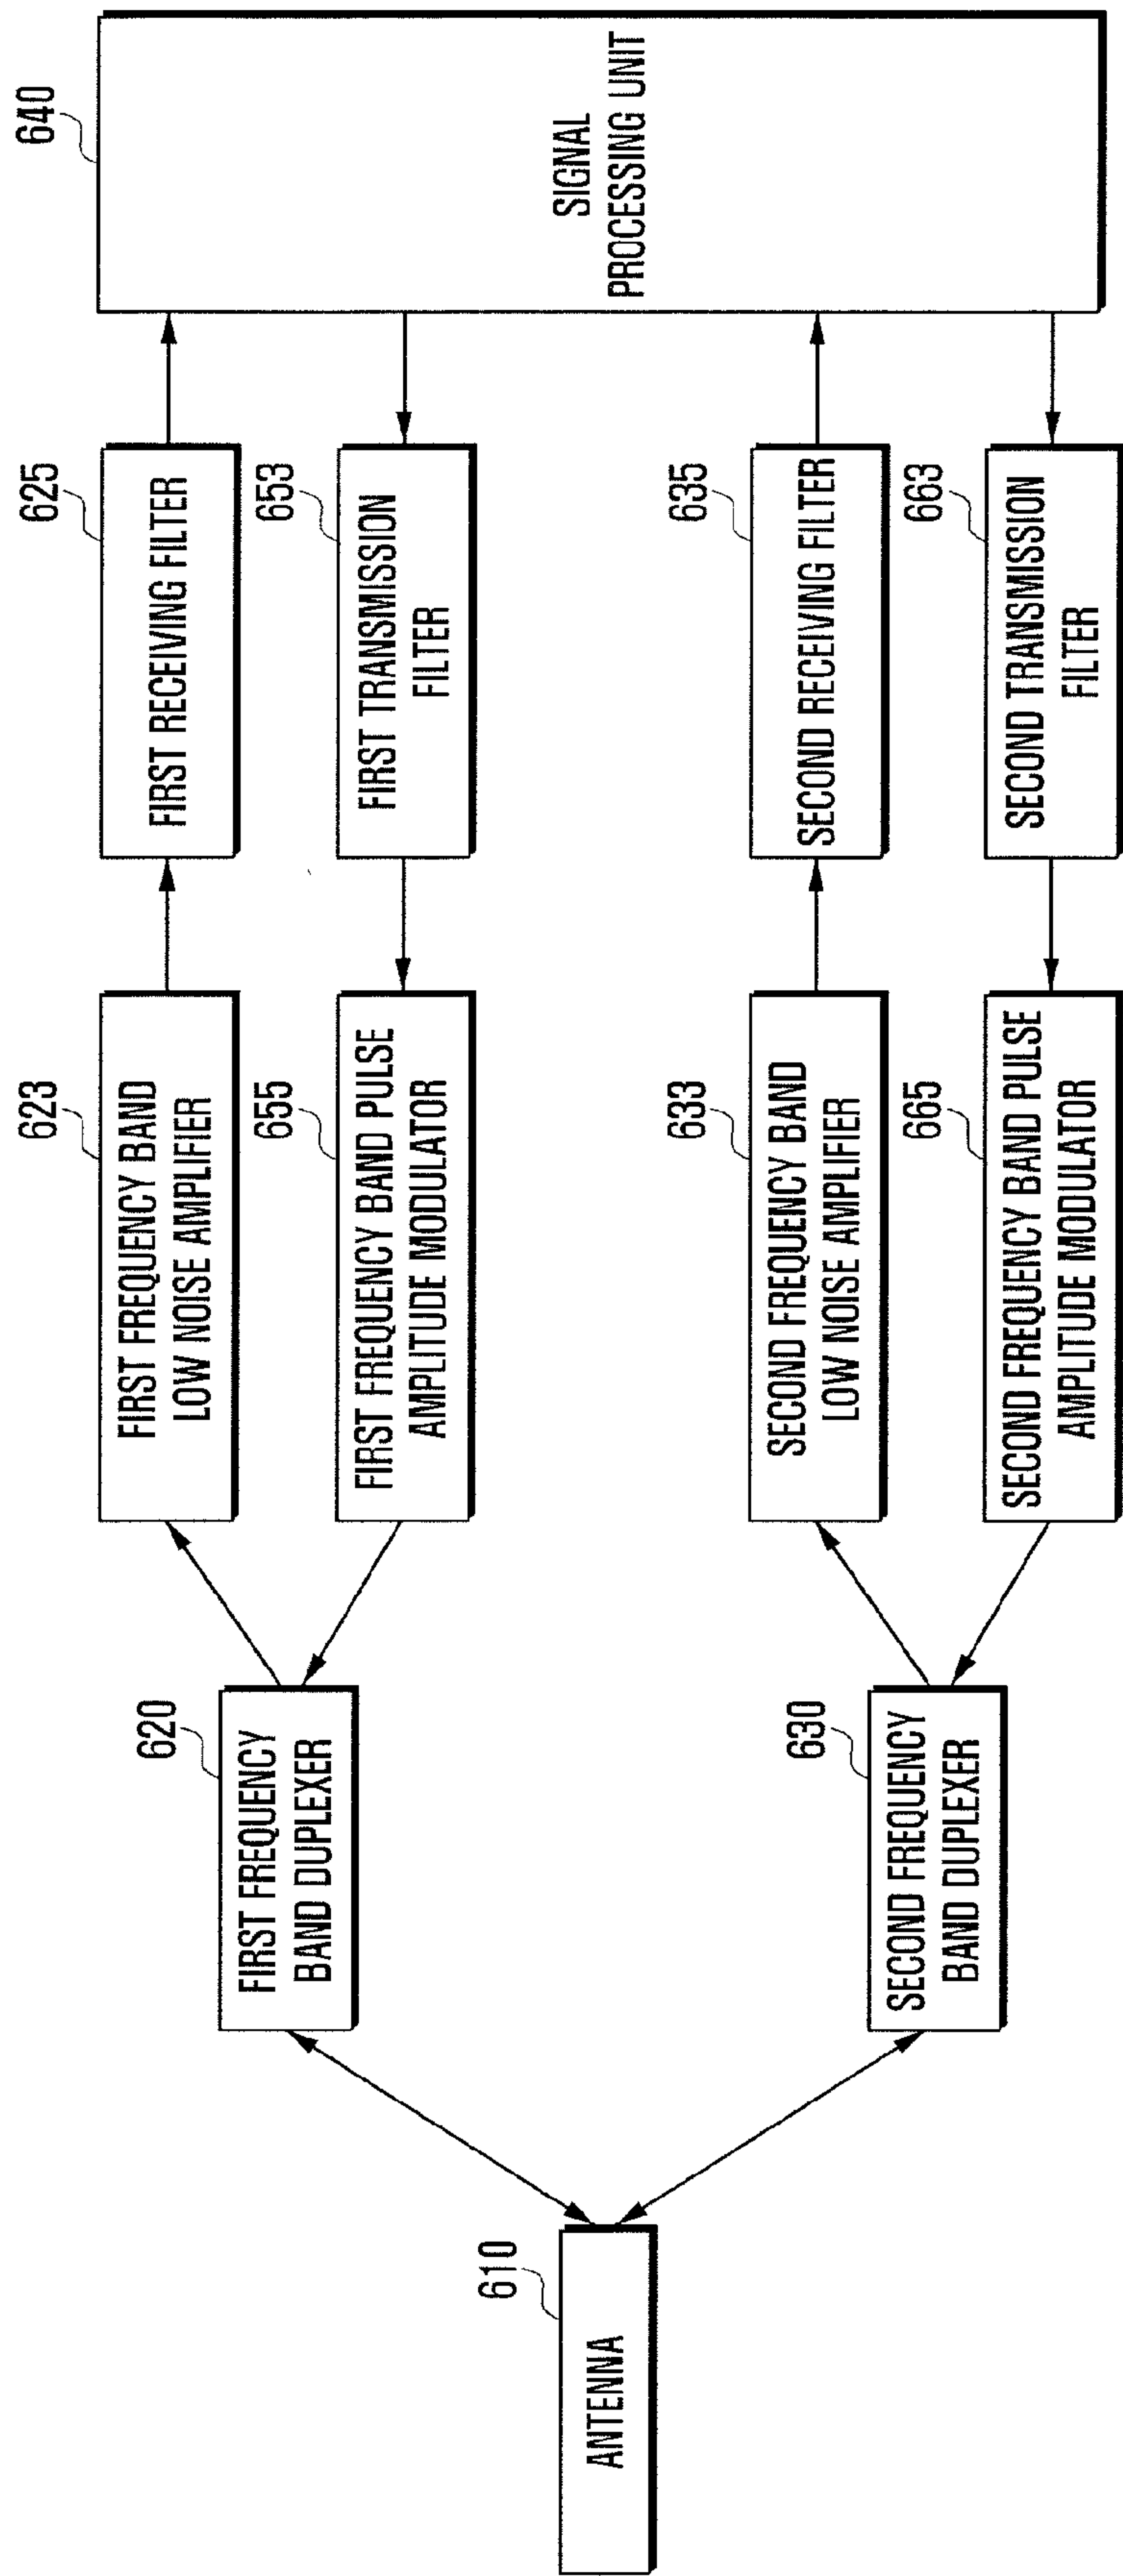 610
ANTENNA
620
FIRST FREQUENCY
BAND DUPLEXER
630
SECOND FREQUENCY
BAND DUPLEXER
623
FIRST FREQUENCY BAND
LOW NOISE AMPLIFIER
655
FIRST FREQUENCY BAND PULSE
AMPLITUDE MODULATOR
633
SECOND FREQUENCY BAND
LOW NOISE AMPLIFIER
665
SECOND FREQUENCY BAND PULSE
AMPLITUDE MODULATOR
625
FIRST RECEIVING FILTER
653
FIRST TRANSMISSION
FILTER
635
SECOND RECEIVING FILTER
663
SECOND TRANSMISSION
FILTER
640
SIGNAL
PROCESSING UNIT